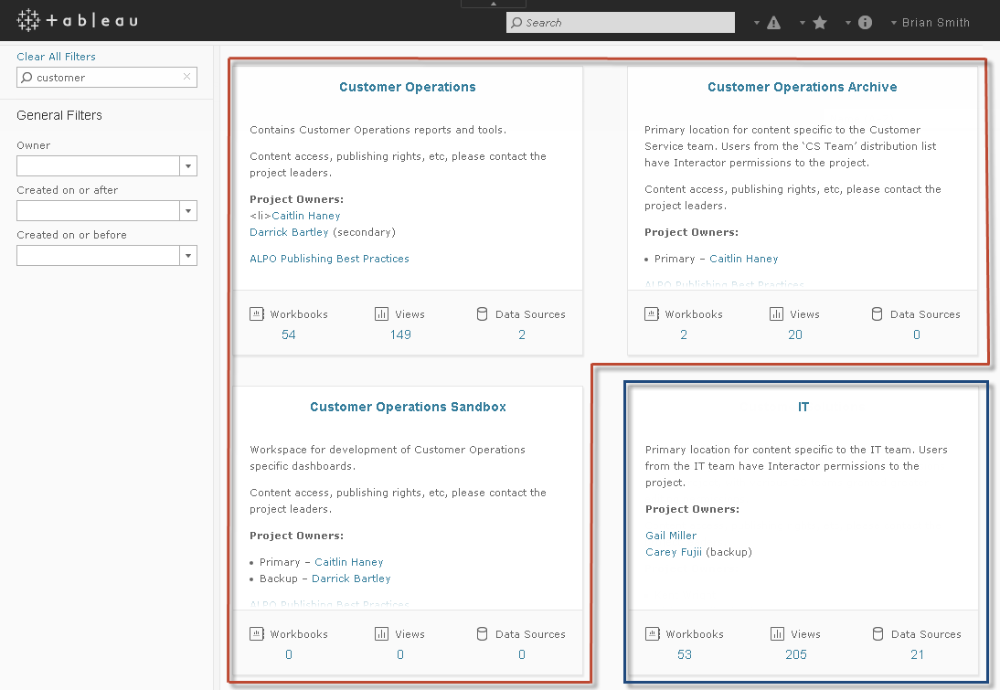 +ableau
Search
Brian Smith
Clear All Filters
customer
General Filters
Owner
Created on or after
Created on or before
Customer Operations
Contains Customer Operations reports and tools.
Content access, publishing rights, etc, please contact the
project leaders.
Project Owners:
<li>Caitlin Haney
Darrick Bartley (secondary)
ALPO Publishing Best Practices
Workbooks Views Data Sources
54 149 2
Customer Operations Archive
Primary location for content specific to the Customer
Service team. Users from the ‘CS Team’ distribution list
have Interactor permissions to the project.
Content access, publishing rights, etc, please contact the
project leaders.
Project Owners:
• Primary – Caitlin Haney
ALPO Publishing Best Practices
Workbooks Views Data Sources
2 20 0
Customer Operations Sandbox
Workspace for development of Customer Operations
specific dashboards.
Content access, publishing rights, etc, please contact the
project leaders.
Project Owners:
• Primary – Caitlin Haney
• Backup – Darrick Bartley
ALPO Publishing Best Practices
Workbooks Views Data Sources
0 0 0
IT
Primary location for content specific to the IT team. Users
from the IT team have Interactor permissions to the
project.
Project Owners:
Gail Miller
Carey Fujii (backup)
Workbooks Views Data Sources
53 205 21